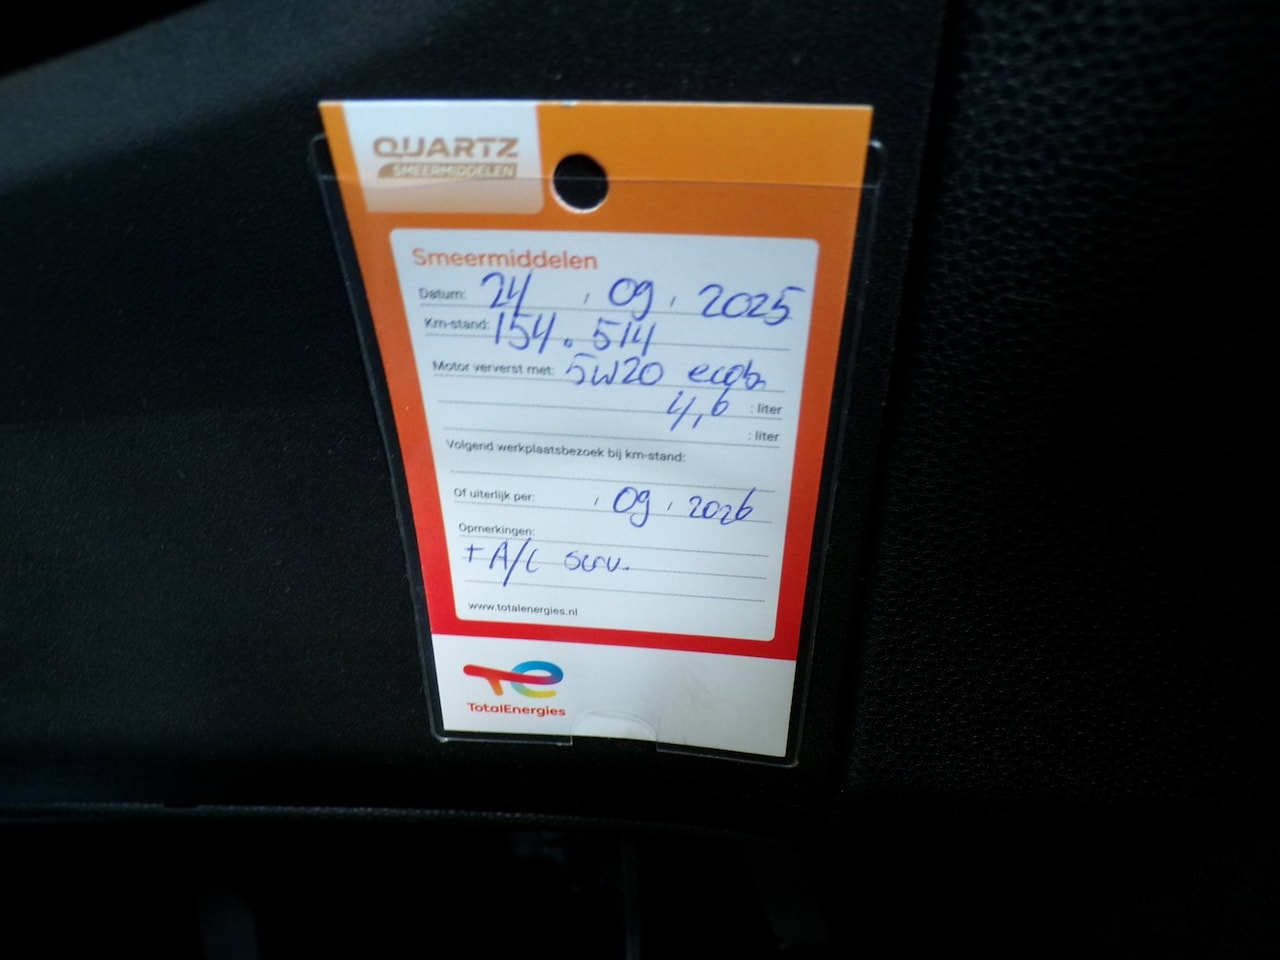 QUARTZ
SMEERMIDDELEN
Smeermiddelen
Datum: 24 , 09 , 2025
Km-stand: 154.514
Motor ververst met: 5W20 ecob.
4,6 : liter
: liter
Volgend werkplaatsbezoek bij km-stand:
Of uiterlijk per: , 09 , 2026
Opmerkingen:
+ A/C serv.
www.totalenergies.nl
TotalEnergies